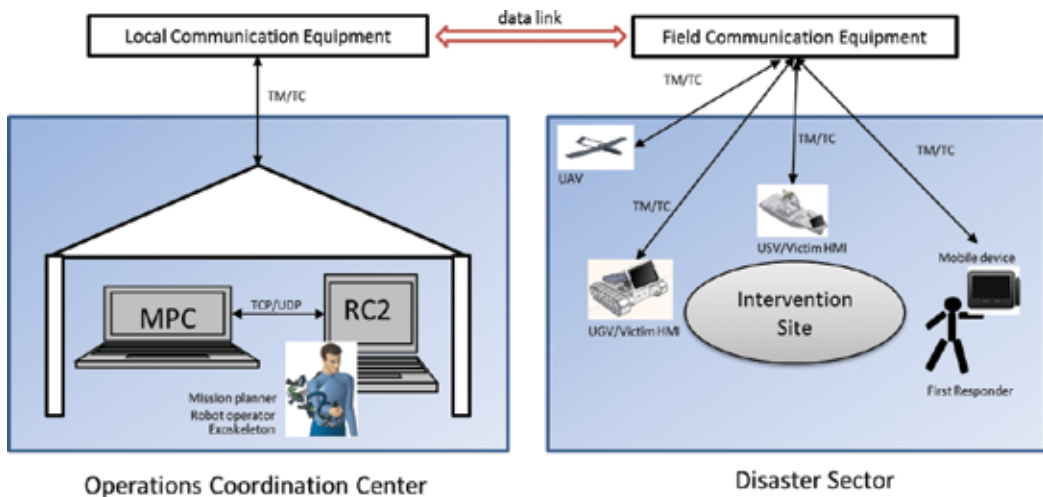 data link
Local Communication Equipment
Field Communication Equipment
TM/TC
TM/TC
TM/TC
TM/TC
TM/TC
UAV
USV/Victim HMI
Mobile device
MPC
TCP/UDP
RC2
UGV/Victim HMI
Intervention
Site
Mission planner
Robot operator
Exoskeleton
First Responder
Operations Coordination Center
Disaster Sector